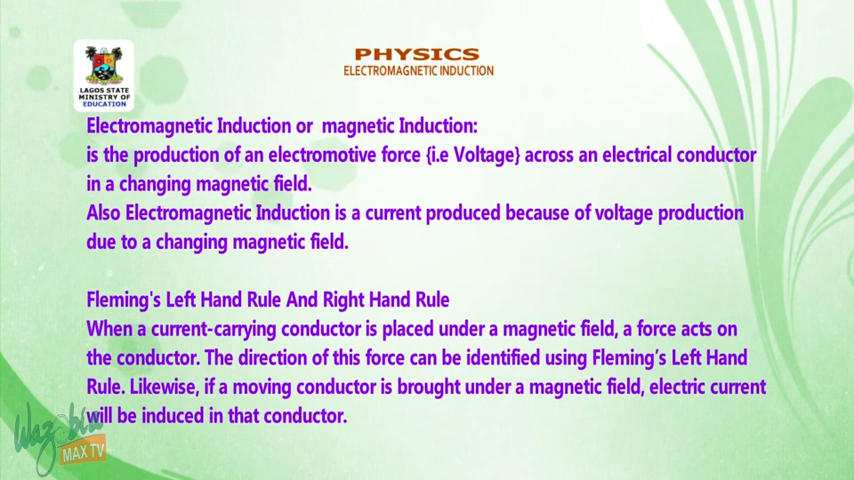 PHYSICS
ELECTROMAGNETIC INDUCTION
LAGOS STATE
MINISTRY OF
EDUCATION
Electromagnetic Induction or  magnetic Induction:
is the production of an electromotive force {i.e Voltage} across an electrical conductor
in a changing magnetic field.
Also Electromagnetic Induction is a current produced because of voltage production
due to a changing magnetic field.
Fleming's Left Hand Rule And Right Hand Rule
When a current-carrying conductor is placed under a magnetic field, a force acts on
the conductor. The direction of this force can be identified using Fleming’s Left Hand
Rule. Likewise, if a moving conductor is brought under a magnetic field, electric current
will be induced in that conductor.
Wazobia
MAX TV